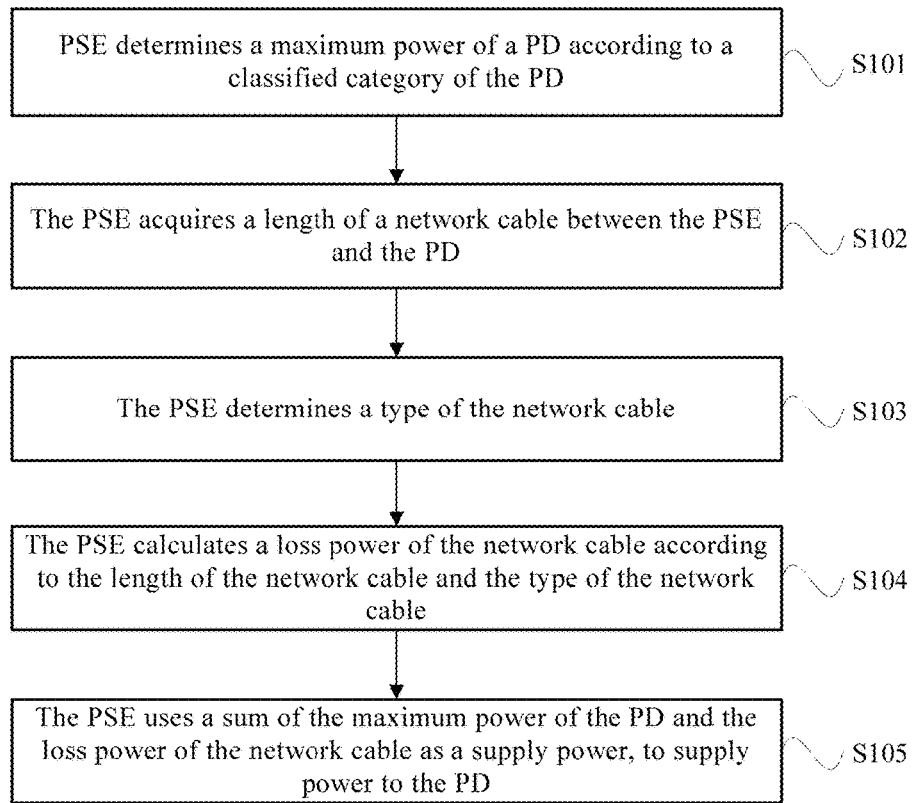 PSE determines a maximum power of a PD according to a
classified category of the PD
S101
The PSE acquires a length of a network cable between the PSE
and the PD
S102
The PSE determines a type of the network cable
S103
The PSE calculates a loss power of the network cable according
to the length of the network cable and the type of the network
cable
S104
The PSE uses a sum of the maximum power of the PD and the
loss power of the network cable as a supply power, to supply
power to the PD
S105